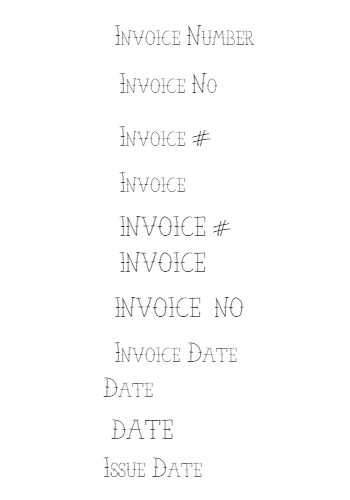 Invoice Number
Invoice No
Invoice #
Invoice
INVOICE #
INVOICE
INVOICE NO
Invoice Date
Date
DATE
Issue Date